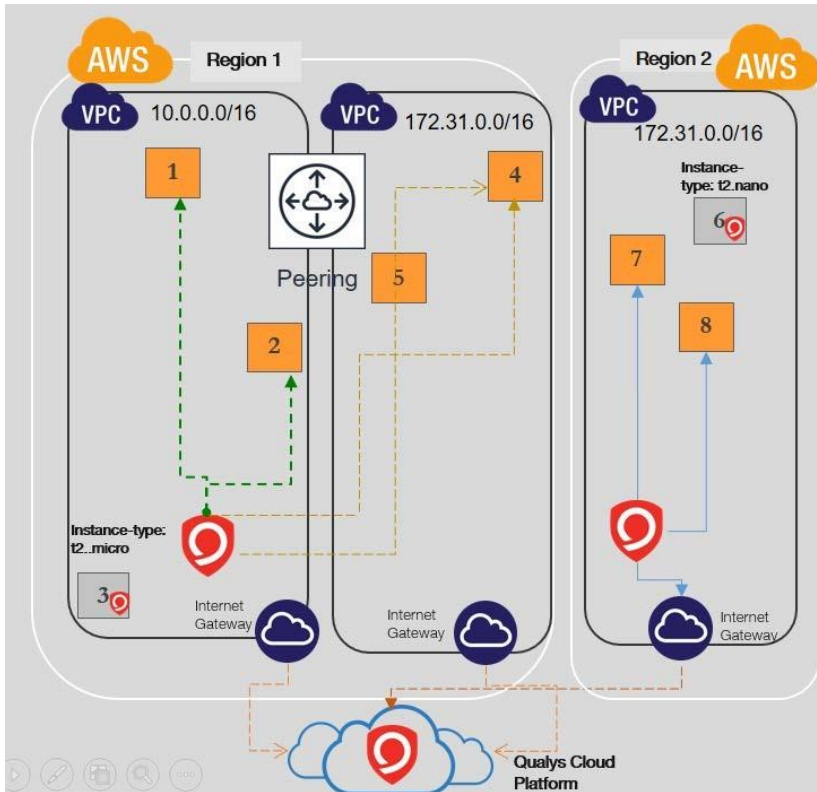 AWS
Region 1
VPC
10.0.0.0/16
1
2
Instance-type:
t2..micro
3
Internet
Gateway
Peering
VPC
172.31.0.0/16
4
5
Internet
Gateway
Region 2
AWS
VPC
172.31.0.0/16
Instance-
type: t2.nano
6
7
8
Internet
Gateway
Qualys Cloud
Platform